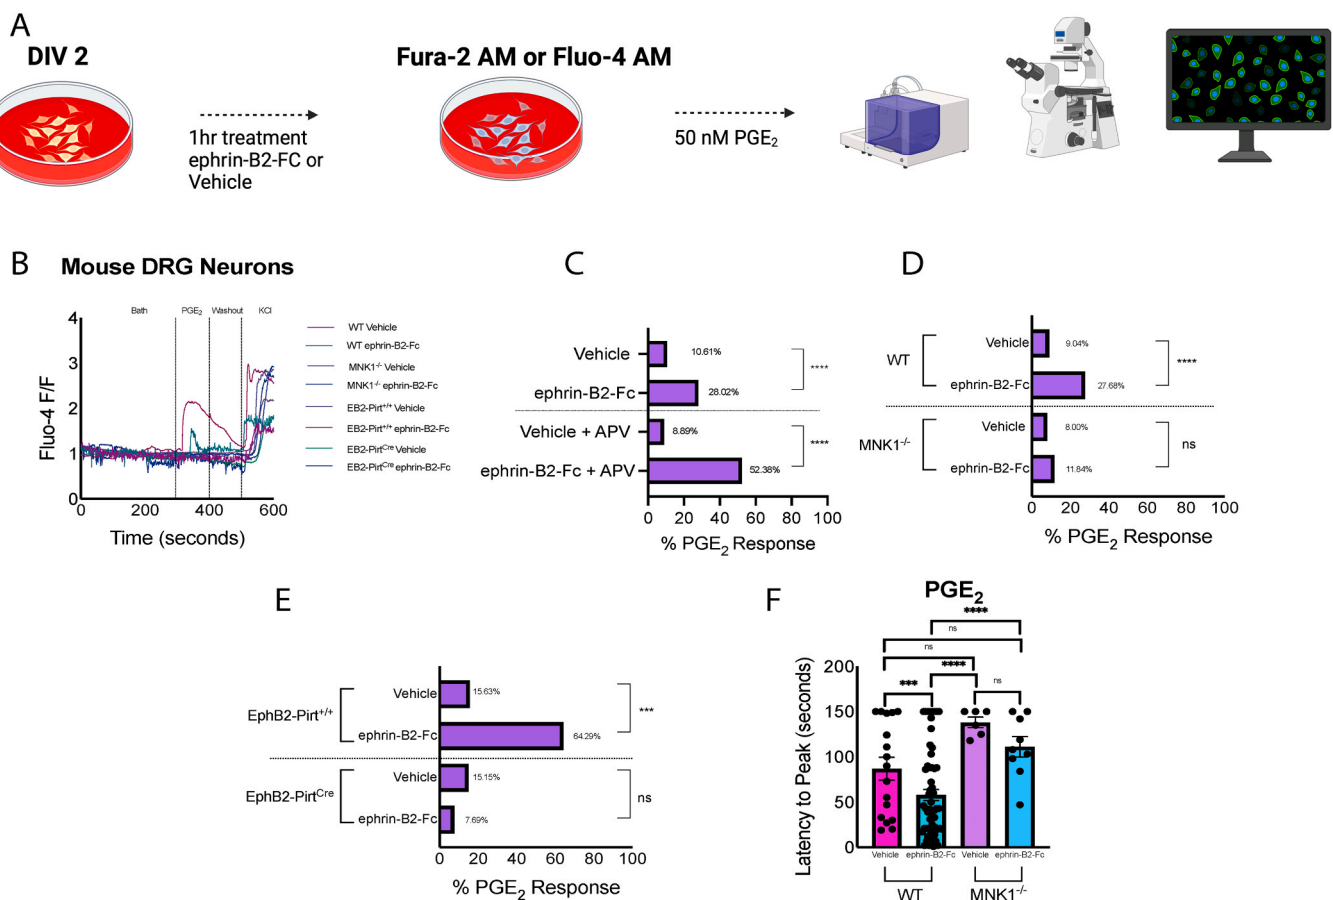 A
DIV 2
Fura-2 AM or Fluo-4 AM
1hr treatment
ephrin-B2-FC or
Vehicle
50 nM PGE₂
B
Mouse DRG Neurons
Bath
PGE₂
Washout
KCl
4
3
2
1
0
Fluo-4 F/F
0 200 400 600
Time (seconds)
WT Vehicle
WT ephrin-B2-Fc
MNK1⁻/⁻ Vehicle
MNK1⁻/⁻ ephrin-B2-Fc
EB2-Pirt⁺/⁺ Vehicle
EB2-Pirt⁺/⁺ ephrin-B2-Fc
EB2-Pirtᶜʳᵉ Vehicle
EB2-Pirtᶜʳᵉ ephrin-B2-Fc
C
Vehicle 10.61%
ephrin-B2-Fc 28.02%
****
Vehicle + APV 8.89%
ephrin-B2-Fc + APV 52.38%
****
0 20 40 60 80 100
% PGE₂ Response
D
WT
Vehicle 9.04%
ephrin-B2-Fc 27.68%
****
MNK1⁻/⁻
Vehicle 8.00%
ephrin-B2-Fc 11.84%
ns
0 20 40 60 80 100
% PGE₂ Response
E
EphB2-Pirt⁺/⁺
Vehicle 15.63%
ephrin-B2-Fc 64.29%
***
EphB2-Pirtᶜʳᵉ
Vehicle 15.15%
ephrin-B2-Fc 7.69%
ns
0 20 40 60 80 100
% PGE₂ Response
F
PGE₂
****
ns
ns
****
***
ns
200
150
100
50
0
Latency to Peak (seconds)
Vehicle ephrin-B2-Fc Vehicle ephrin-B2-Fc
WT MNK1⁻/⁻